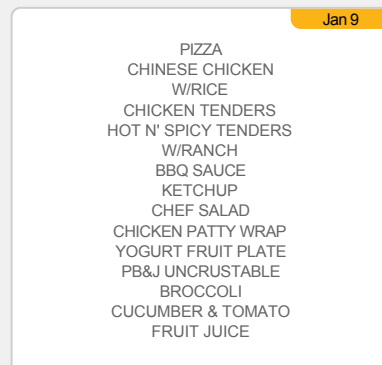 Jan 9
PIZZA
CHINESE CHICKEN
W/RICE
CHICKEN TENDERS
HOT N' SPICY TENDERS
W/RANCH
BBQ SAUCE
KETCHUP
CHEF SALAD
CHICKEN PATTY WRAP
YOGURT FRUIT PLATE
PB&J UNCRUSTABLE
BROCCOLI
CUCUMBER & TOMATO
FRUIT JUICE